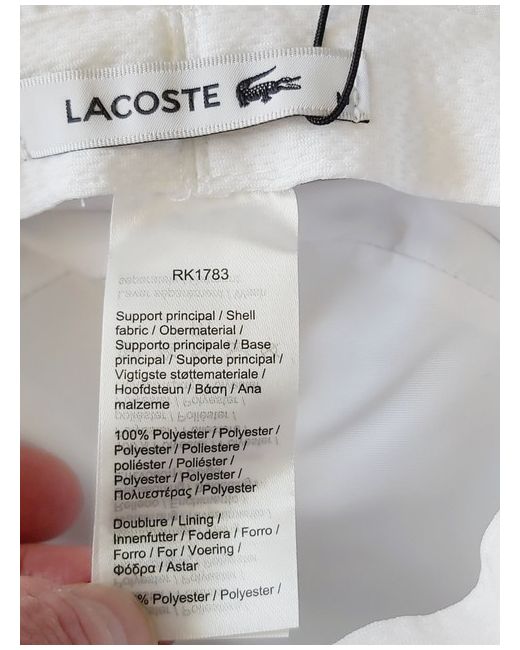 LACOSTE
RK1783
Support principal / Shell
fabric / Obermaterial /
Supporto principale / Base
principal / Suporte principal /
Vigtigste støttemateriale /
Hoofdsteun / Βάση / Ana
malzeme
100% Polyester / Polyester /
Polyester / Poliestere /
poliéster / Poliéster /
Polyester / Polyester /
Πολυεστέρας / Polyester
Doublure / Lining /
Innenfutter / Fodera / Forro /
Forro / For / Voering /
Φόδρα / Astar
% Polyester / Polyester /